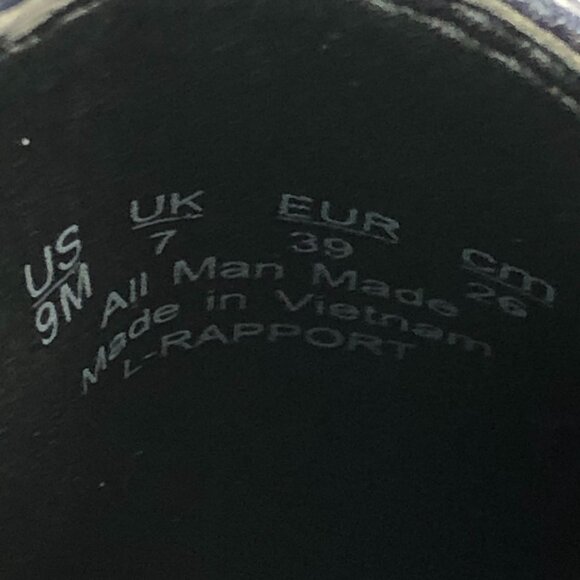 US UK EUR cm
9M 7 39 26
All Man Made
Made in Vietnam
L-RAPPORT